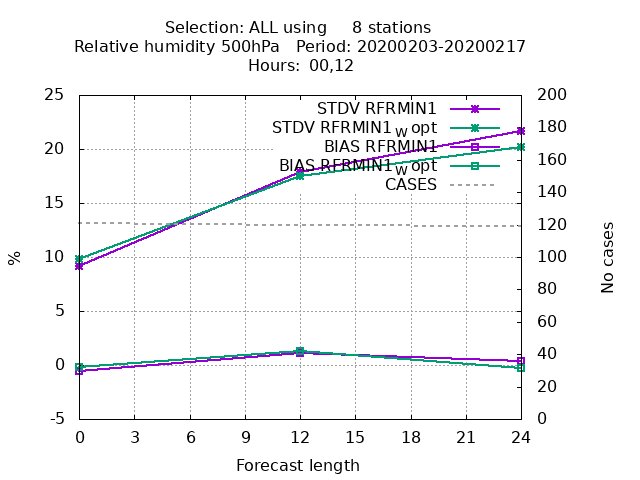 Selection: ALL using     8 stations
Relative humidity 500hPa   Period: 20200203-20200217
Hours: 00,12
STDV RFRMIN1
STDV RFRMIN1_W opt
BIAS RFRMIN1
BIAS RFRMIN1_W opt
CASES
25
20
15
10
5
0
-5
%
200
180
160
140
120
100
80
60
40
20
0
No cases
0 3 6 9 12 15 18 21 24
Forecast length